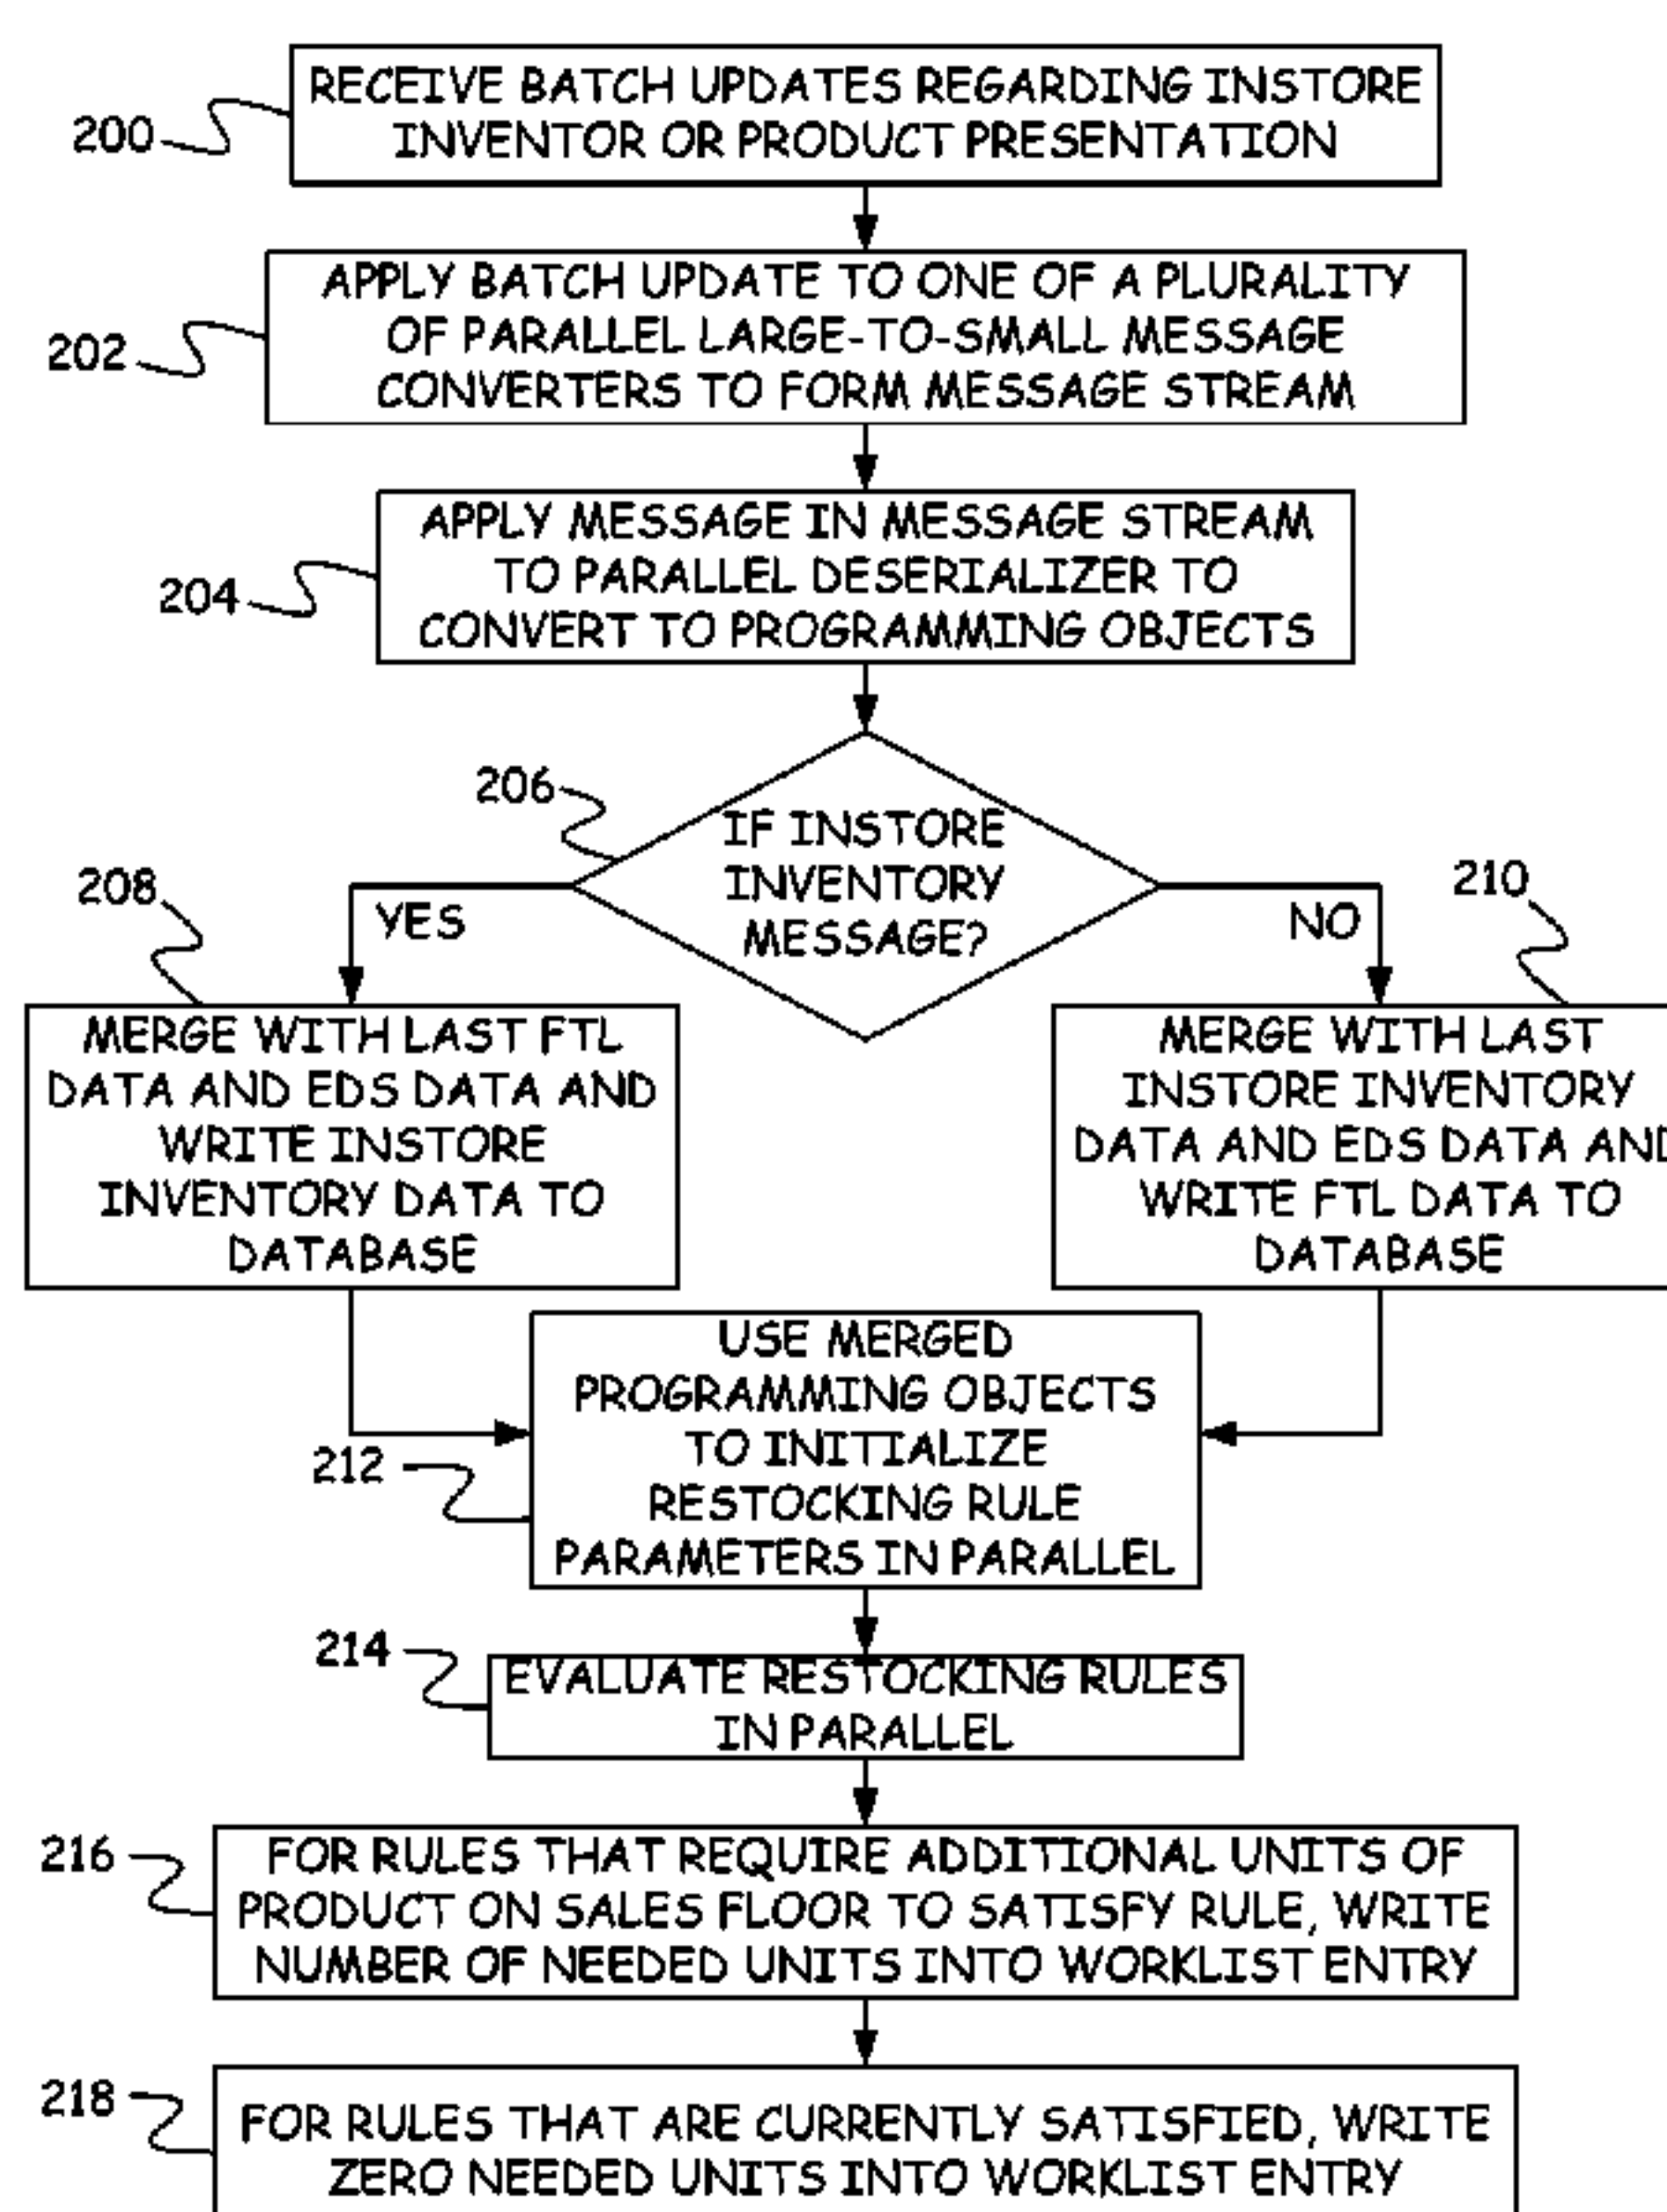 200
RECEIVE BATCH UPDATES REGARDING INSTORE
INVENTOR OR PRODUCT PRESENTATION
202
APPLY BATCH UPDATE TO ONE OF A PLURALITY
OF PARALLEL LARGE-TO-SMALL MESSAGE
CONVERTERS TO FORM MESSAGE STREAM
204
APPLY MESSAGE IN MESSAGE STREAM
TO PARALLEL DESERIALIZER TO
CONVERT TO PROGRAMMING OBJECTS
206
IF INSTORE
INVENTORY
MESSAGE?
YES
NO
208
MERGE WITH LAST FTL
DATA AND EDS DATA AND
WRITE INSTORE
INVENTORY DATA TO
DATABASE
210
MERGE WITH LAST
INSTORE INVENTORY
DATA AND EDS DATA AND
WRITE FTL DATA TO
DATABASE
212
USE MERGED
PROGRAMMING OBJECTS
TO INITIALIZE
RESTOCKING RULE
PARAMETERS IN PARALLEL
214
EVALUATE RESTOCKING RULES
IN PARALLEL
216
FOR RULES THAT REQUIRE ADDITIONAL UNITS OF
PRODUCT ON SALES FLOOR TO SATISFY RULE, WRITE
NUMBER OF NEEDED UNITS INTO WORKLIST ENTRY
218
FOR RULES THAT ARE CURRENTLY SATISFIED, WRITE
ZERO NEEDED UNITS INTO WORKLIST ENTRY